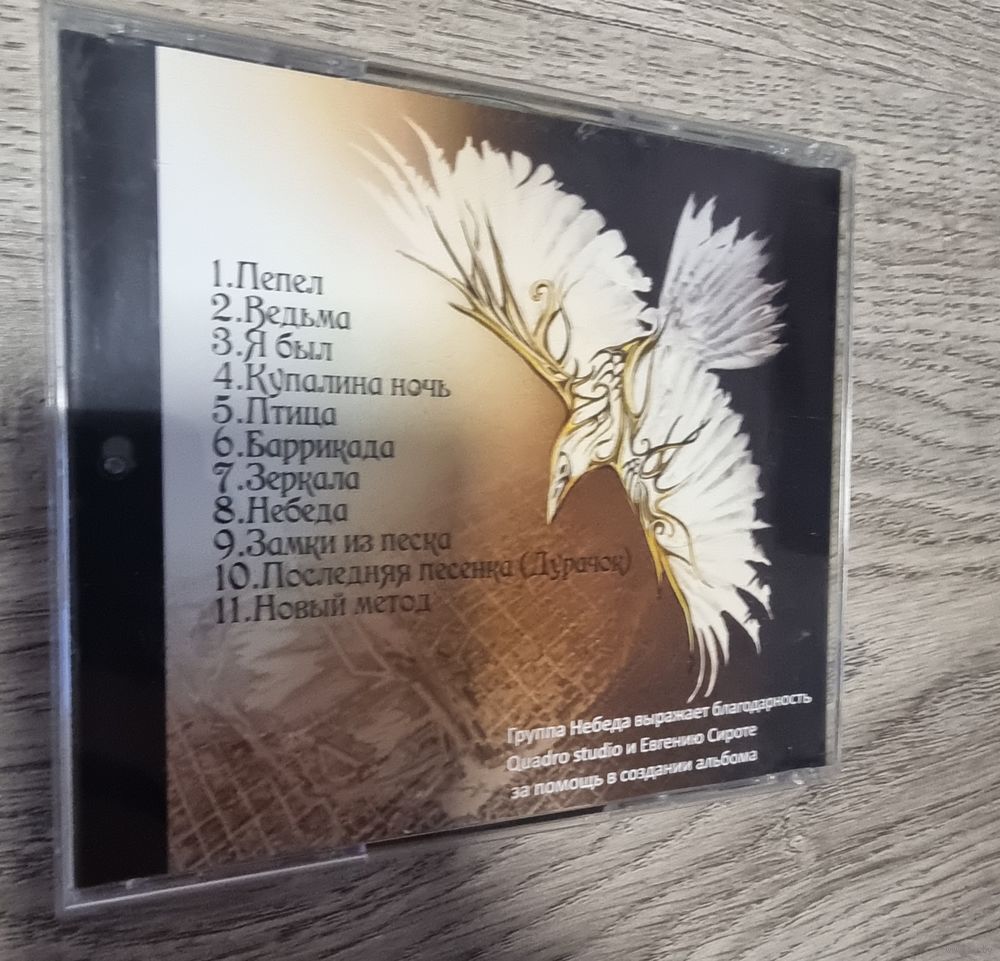 1.Пепел
2.Ведьма
3.Я был
4.Купалина ночь
5.Птица
6.Баррикада
7.Зеркала
8.Небеда
9.Замки из песка
10.Последняя песенка (Дурачок)
11.Новый метод
Группа Небеда выражает благодарность
Quadro studio и Евгению Сироте
за помощь в создании альбома